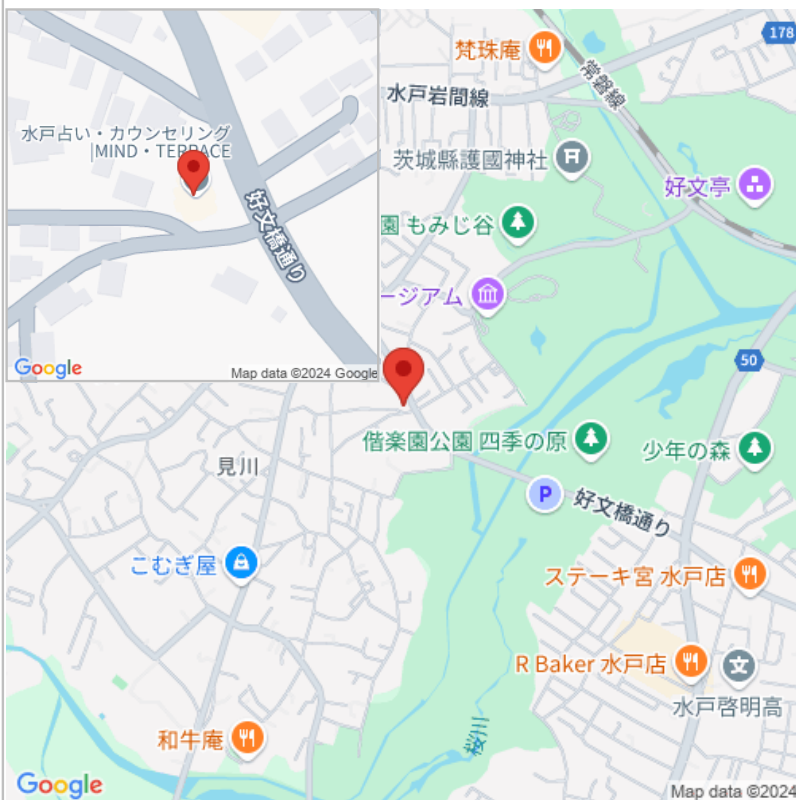 水戸占い・カウンセリング
|MIND・TERRACE
好文橋通り
Google
Map data ©2024 Google
梵珠庵
178
水戸岩間線
常磐線
茨城縣護國神社
好文亭
園 もみじ谷
ージアム
50
偕楽園公園 四季の原
少年の森
見川
P
好文橋通り
こむぎ屋
ステーキ宮 水戸店
R Baker 水戸店
文
水戸啓明高
和牛庵
桜川
Google
Map data ©2024